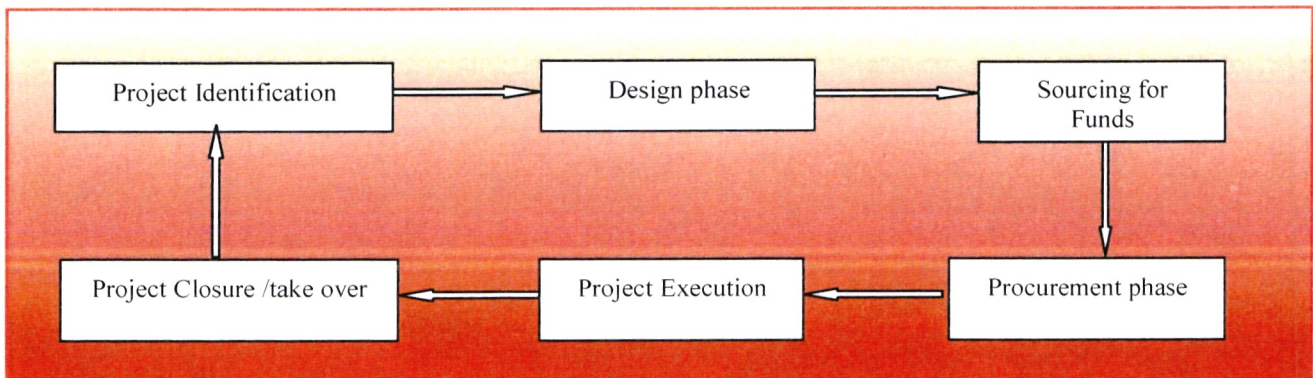 Project Identification
Design phase
Sourcing for
Funds
Project Closure /take over
Project Execution
Procurement phase